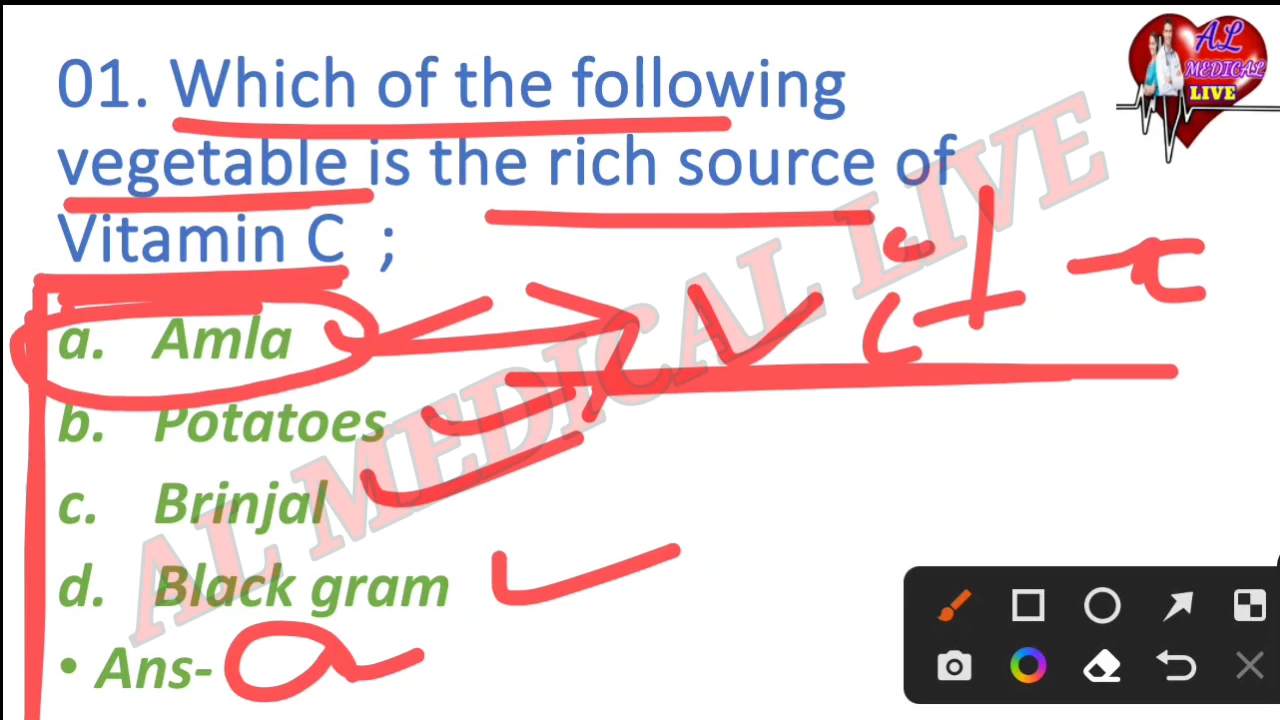 01. Which of the following
vegetable is the rich source of
Vitamin C ;
a. Amla
b. Potatoes
c. Brinjal
d. Black gram
• Ans- a
AL MEDICAL LIVE
AL
MEDICAL
LIVE